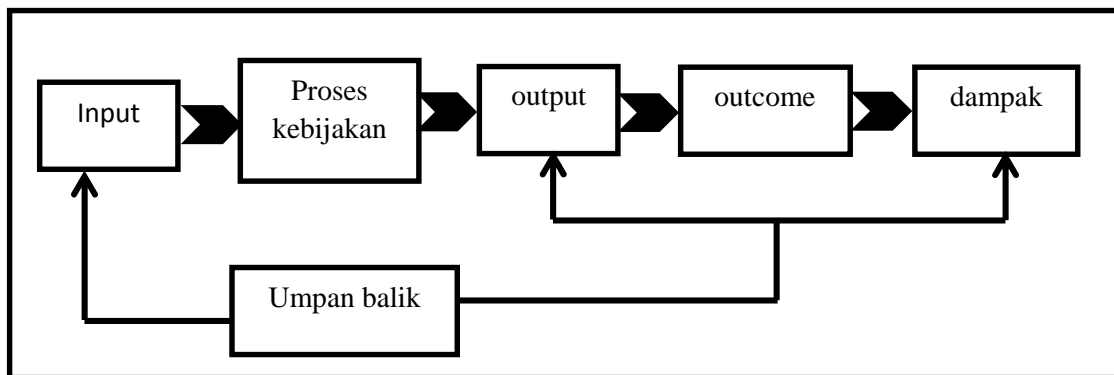 Input
Proses
kebijakan
output
outcome
dampak
Umpan balik